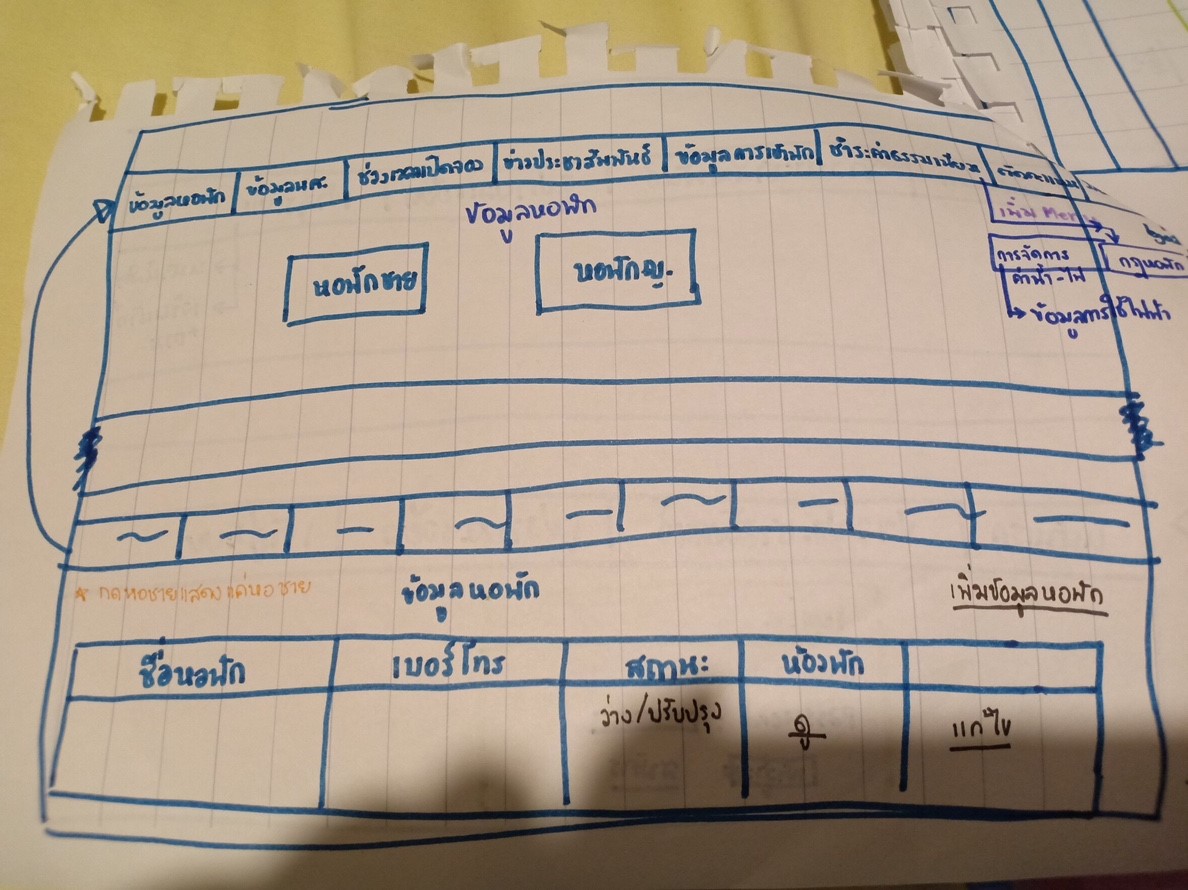 ข้อมูลหอพัก
ข้อมูลนศ.
ช่วงเวลาเปิดจอง
ข่าวประชาสัมพันธ์
ข้อมูลการเข้าพัก
ชำระค่าธรรมเนียม
ข้อมูลหอพัก
เพิ่ม Menu
หอพักชาย
หอพักญ.
การจัดการ
ค่าน้ำ-ไฟ
กฎหอพัก
ข้อมูลการใช้ไฟฟ้า
* กดหอชายแสดงแค่หอชาย
ข้อมูลหอพัก
เพิ่มข้อมูลหอพัก
ชื่อหอพัก
เบอร์โทร
สถานะ
ห้องพัก
ว่าง/ปรับปรุง
ดู
แก้ไข